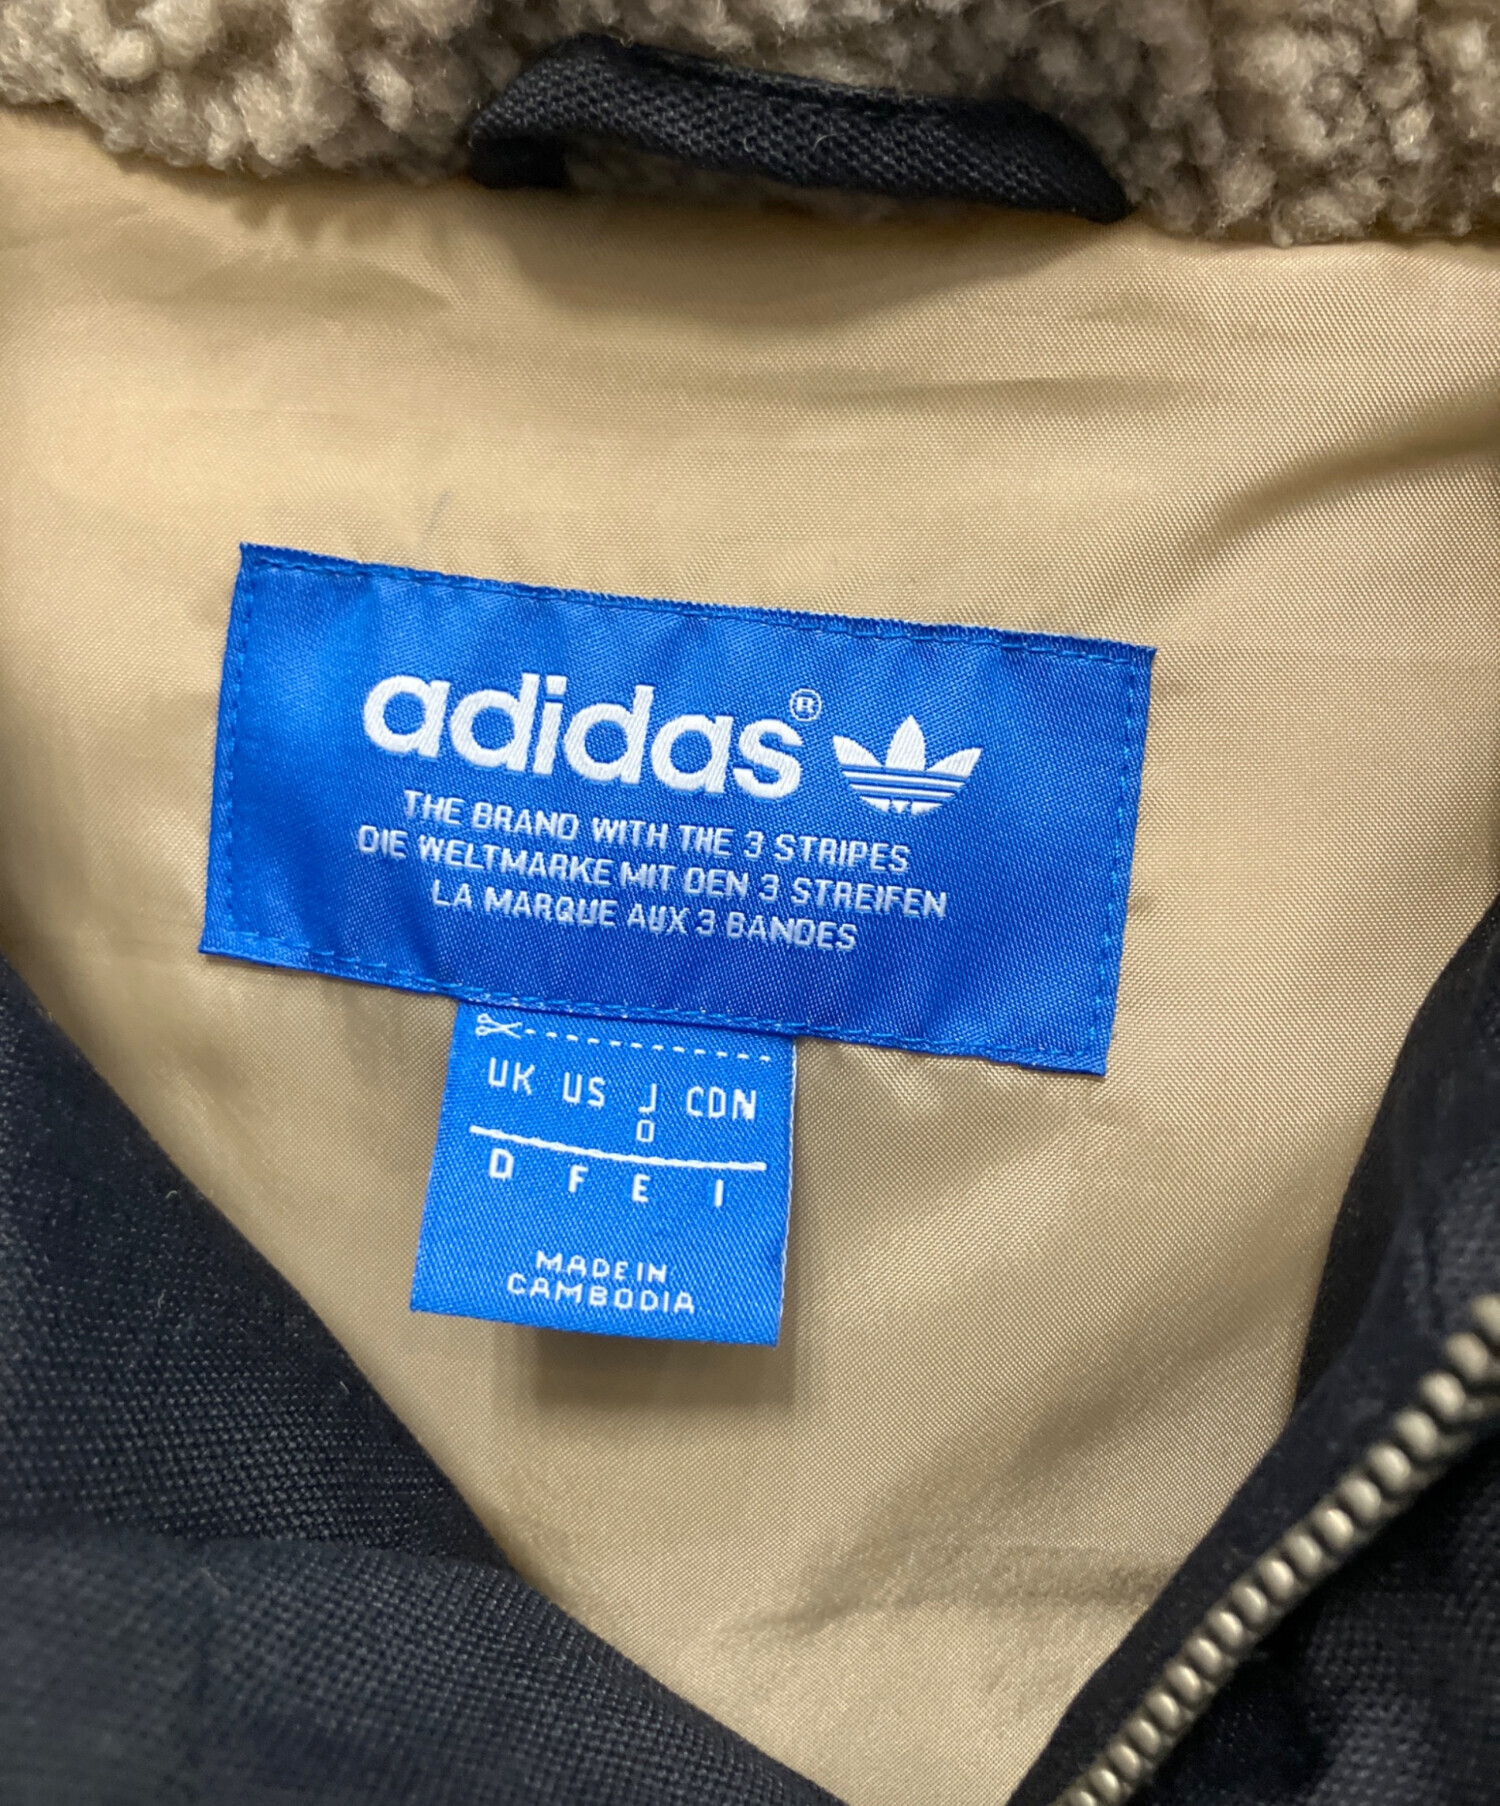 adidas®
THE BRAND WITH THE 3 STRIPES
DIE WELTMARKE MIT DEN 3 STREIFEN
LA MARQUE AUX 3 BANDES
UK US J CDN
O
D F E I
MADE IN
CAMBODIA